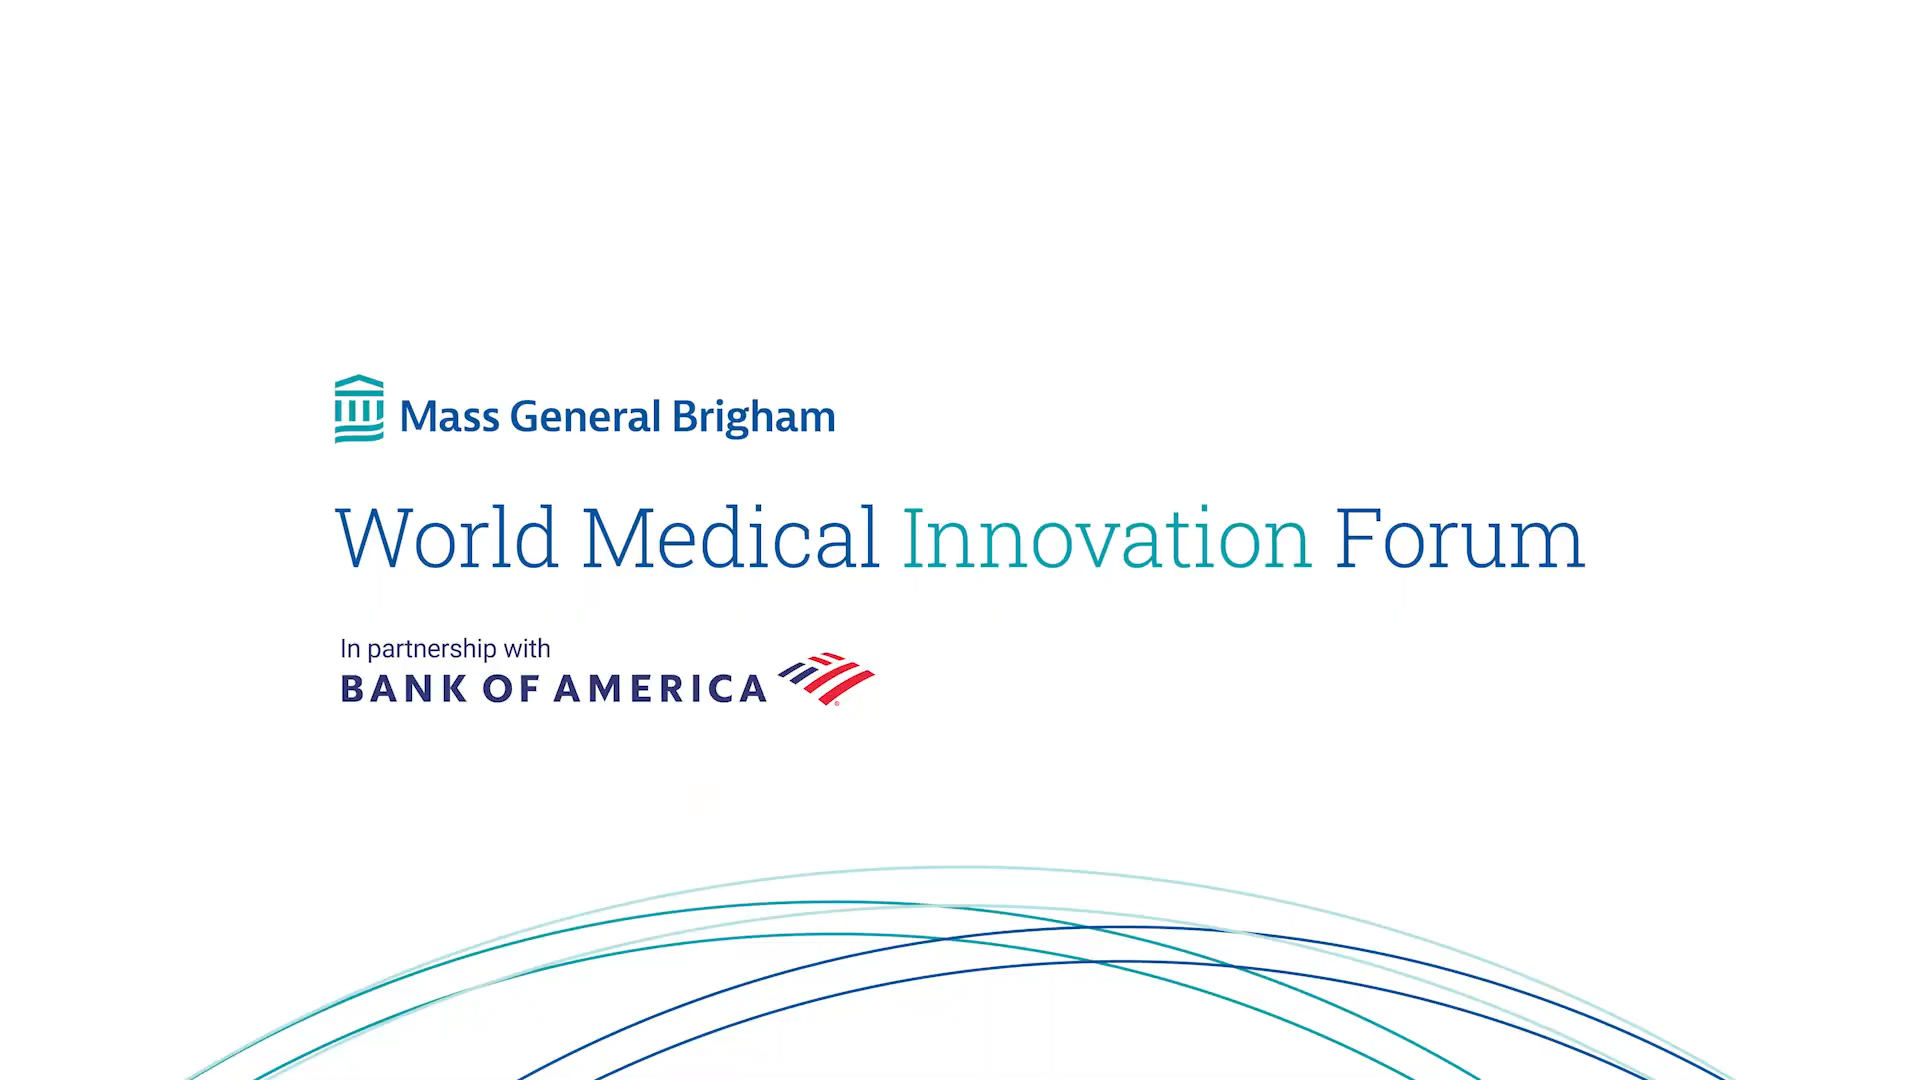 Mass General Brigham
World Medical Innovation Forum
In partnership with
BANK OF AMERICA